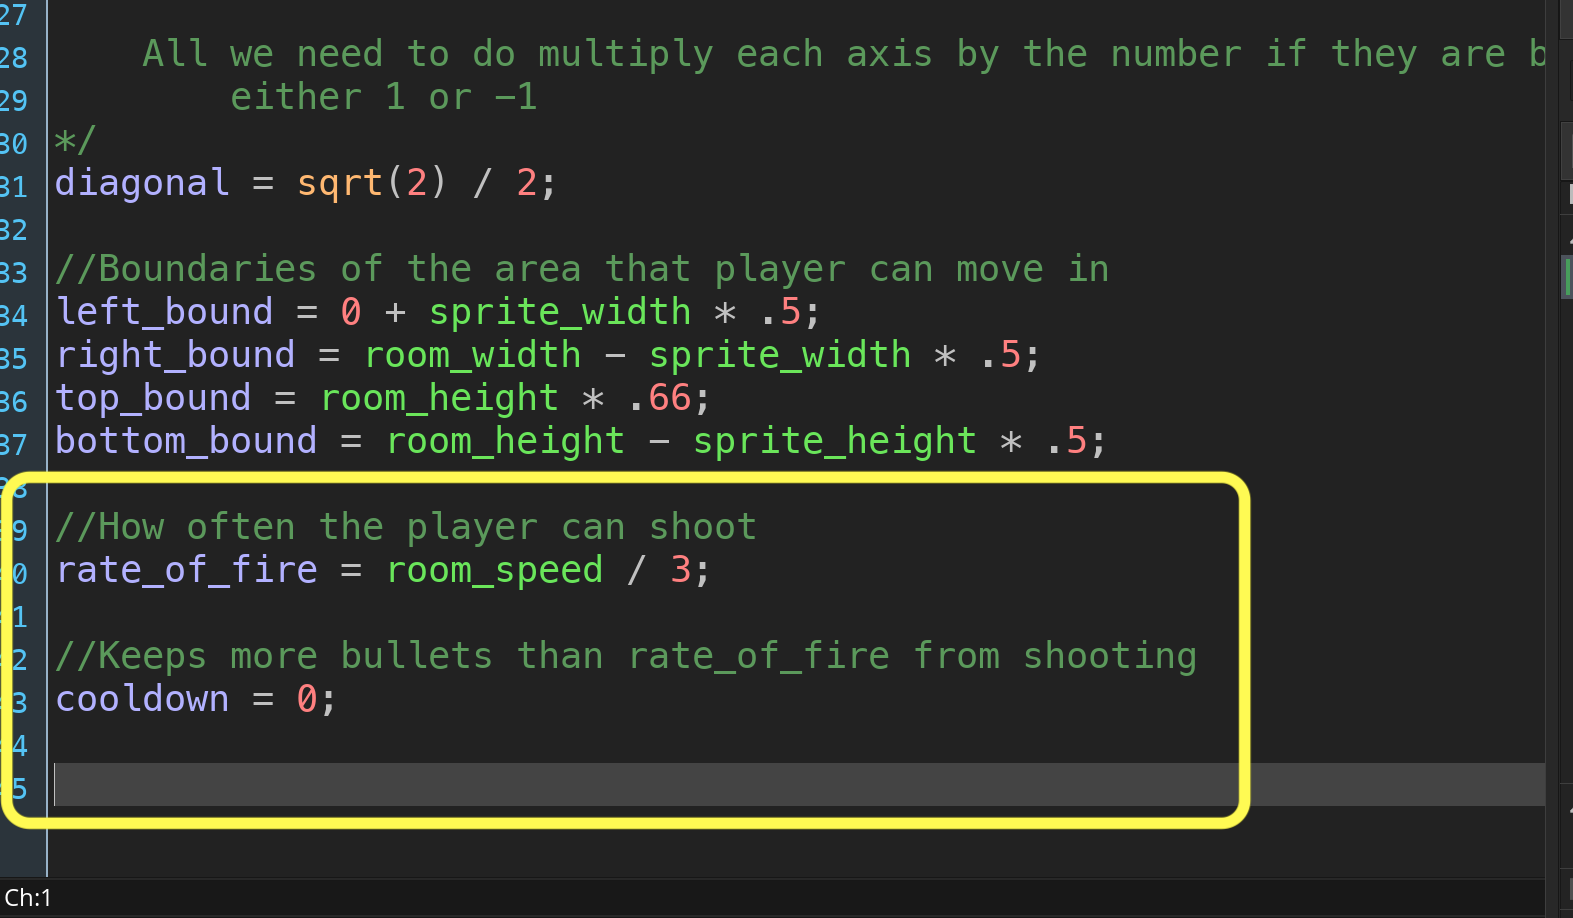 27
28 All we need to do multiply each axis by the number if they are b
29 either 1 or -1
30 */
31 diagonal = sqrt(2) / 2;
32
33 //Boundaries of the area that player can move in
34 left_bound = 0 + sprite_width * .5;
35 right_bound = room_width - sprite_width * .5;
36 top_bound = room_height * .66;
37 bottom_bound = room_height - sprite_height * .5;
38
39 //How often the player can shoot
40 rate_of_fire = room_speed / 3;
41
42 //Keeps more bullets than rate_of_fire from shooting
43 cooldown = 0;
44
45
Ch:1